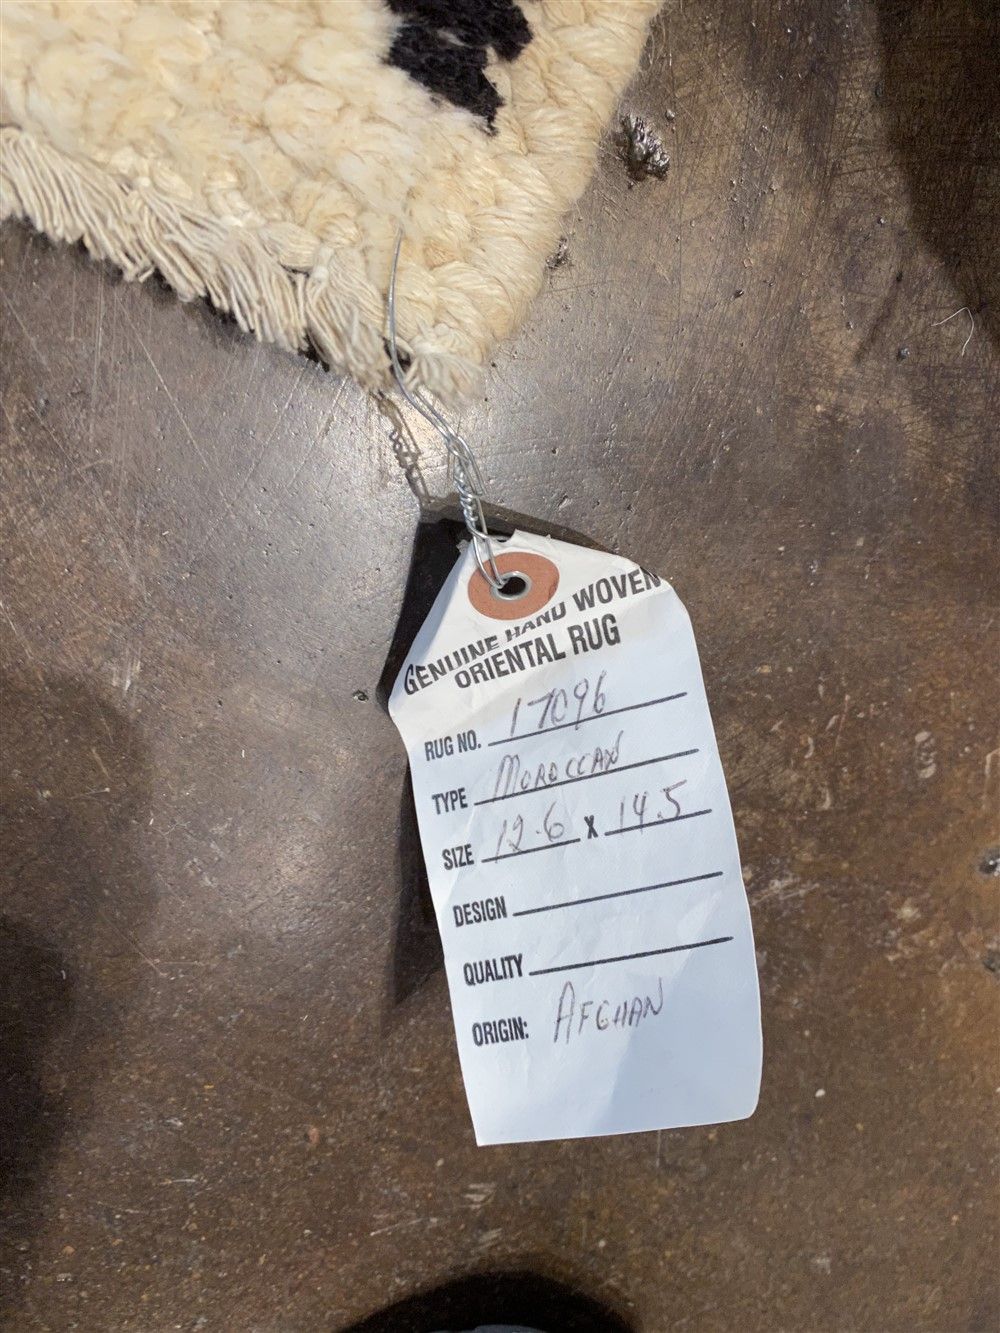 GENUINE HAND WOVEN
ORIENTAL RUG
RUG NO. 17096
TYPE MOROCCAN
SIZE 12.6 X 14.5
DESIGN
QUALITY
ORIGIN: AFGHAN